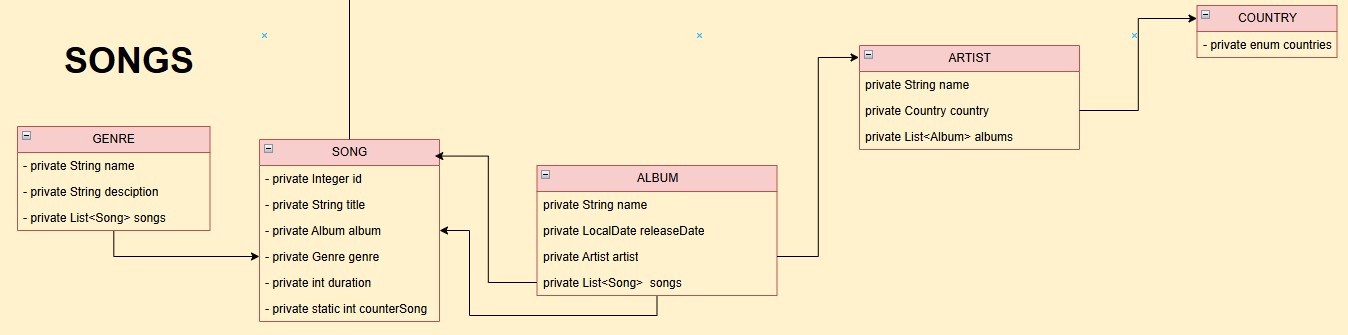 SONGS
GENRE
- private String name
- private String desciption
- private List<Song> songs
SONG
- private Integer id
- private String title
- private Album album
- private Genre genre
- private int duration
- private static int counterSong
ALBUM
private String name
private LocalDate releaseDate
private Artist artist
private List<Song> songs
ARTIST
private String name
private Country country
private List<Album> albums
COUNTRY
- private enum countries